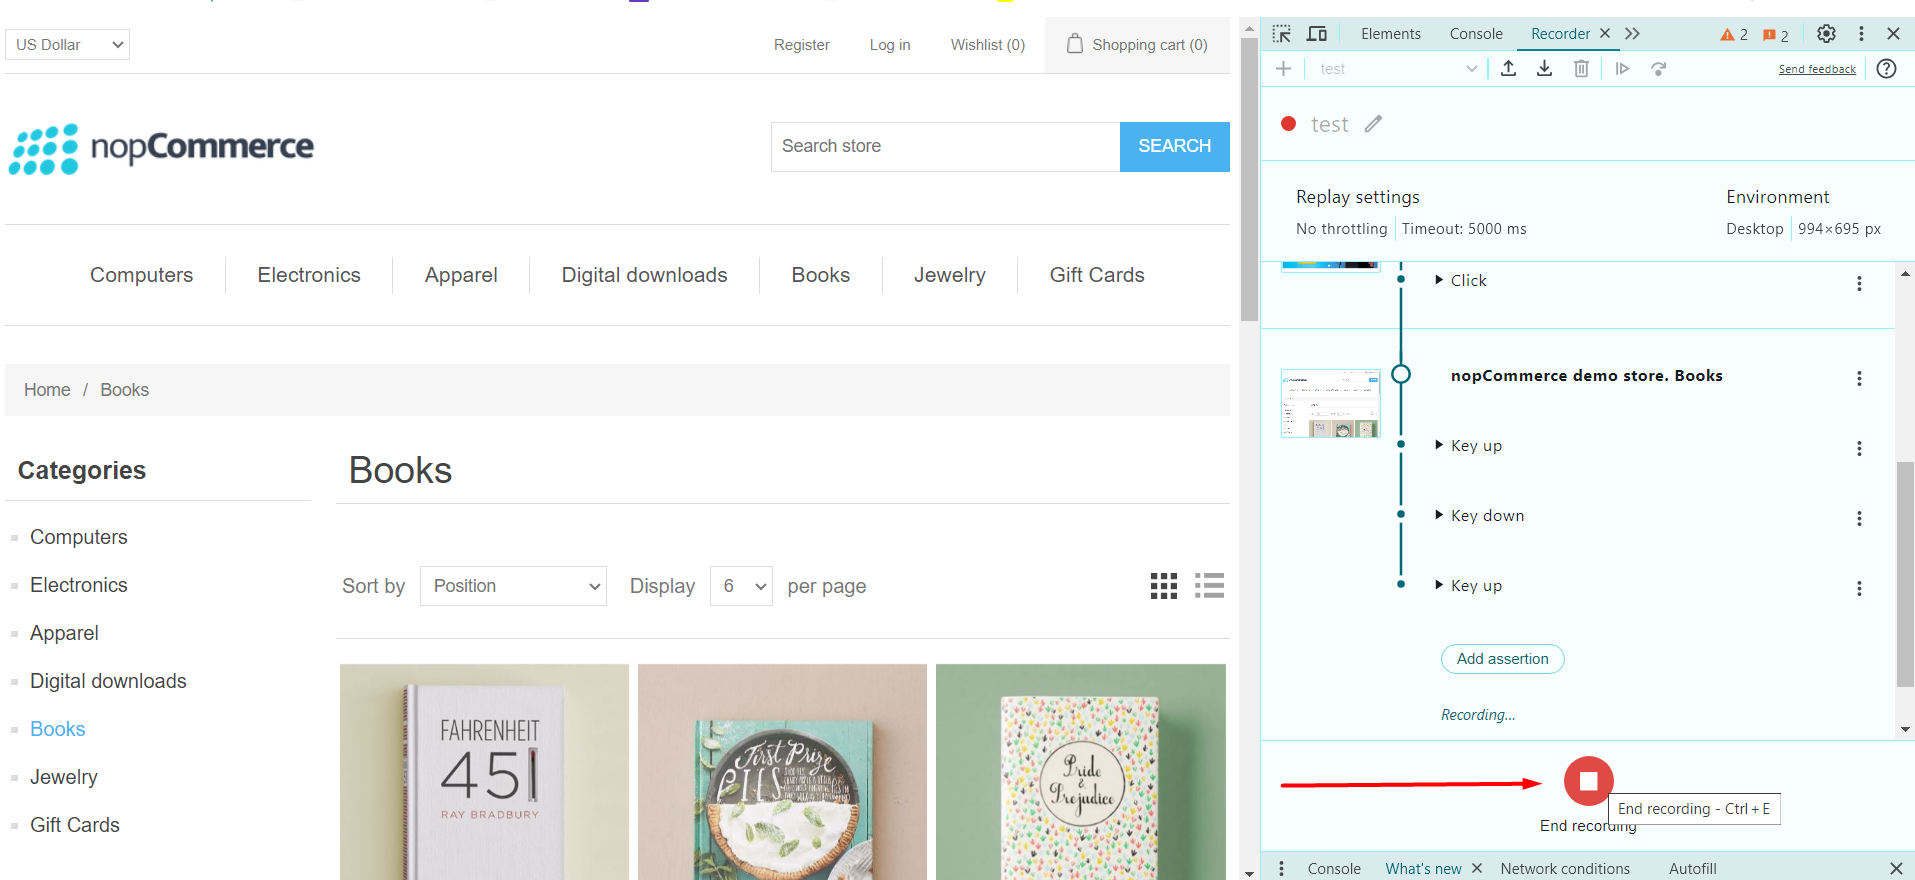 US Dollar
Register
Log in
Wishlist (0)
Shopping cart (0)
nopCommerce
Search store
SEARCH
Computers
Electronics
Apparel
Digital downloads
Books
Jewelry
Gift Cards
Home / Books
Categories
Computers
Electronics
Apparel
Digital downloads
Books
Jewelry
Gift Cards
Books
Sort by Position Display 6 per page
FAHRENHEIT
451
RAY BRADBURY
First Prize
PIES
Pride
&
Prejudice
Elements Console Recorder 2 2
test
Send feedback
test
Replay settings
No throttling Timeout: 5000 ms
Environment
Desktop 994×695 px
Click
nopCommerce demo store. Books
Key up
Key down
Key up
Add assertion
Recording...
End recording - Ctrl + E
End recording
Console What's new Network conditions Autofill